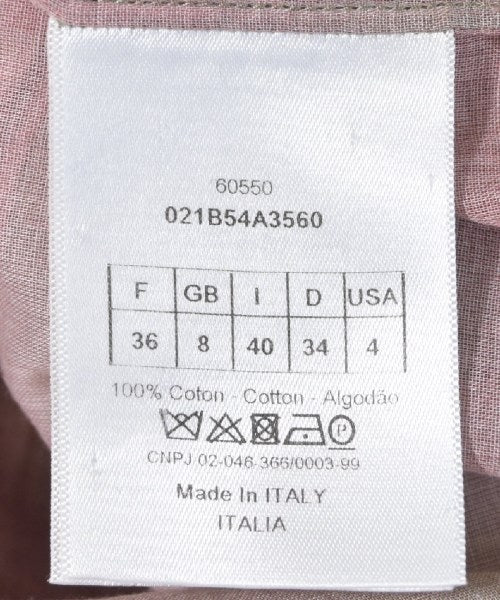 60550
021B54A3560
F GB I D USA
36 8 40 34 4
100% Coton - Cotton - Algodão
P
CNPJ 02-046.366/0003-99
Made In ITALY
ITALIA